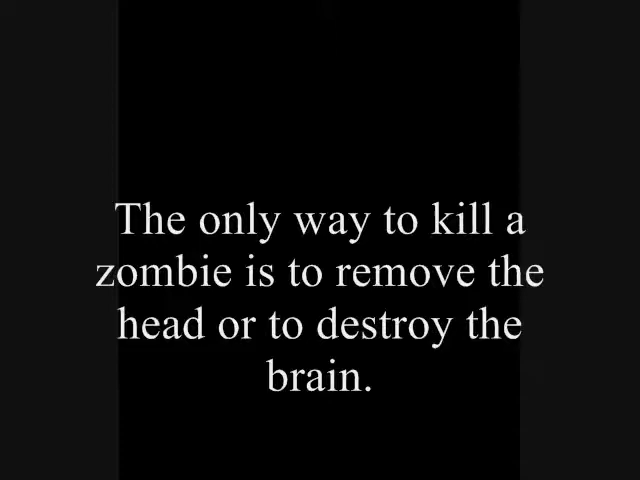 The only way to kill a
zombie is to remove the
head or to destroy the
brain.